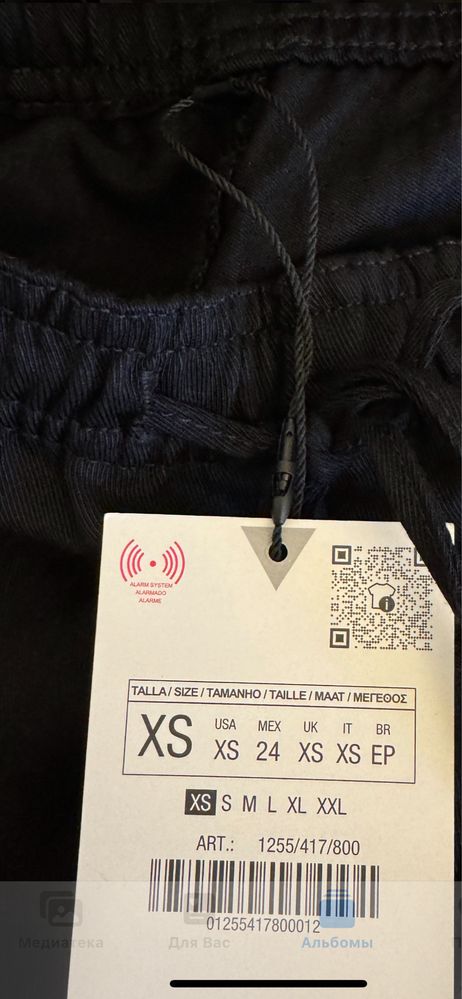 ALARM SYSTEM
ALARMADO
ALARME
TALLA / SIZE / TAMANHO / TAILLE / MAAT / ΜΕΓΕΘΟΣ
XS
USA MEX UK IT BR
XS 24 XS XS EP
XS S M L XL XXL
ART.: 1255/417/800
01255417800012
Медиатека Для Вас Альбомы П